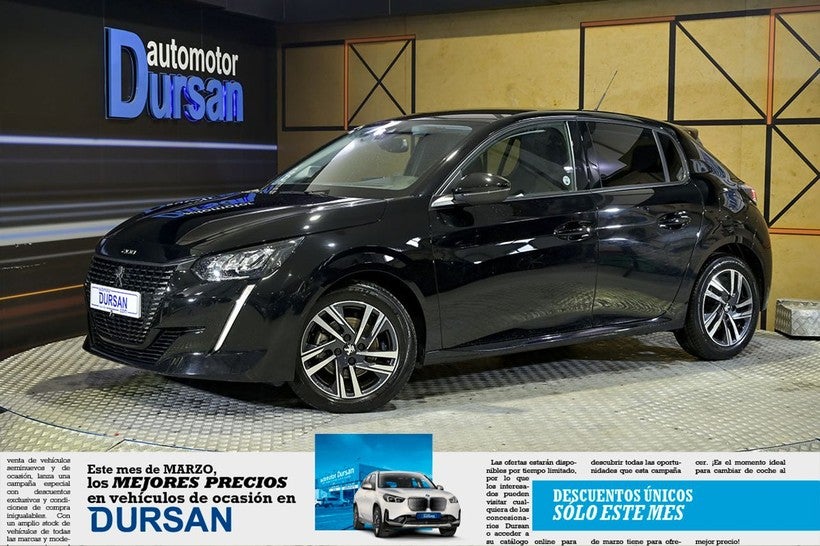 automotor
Dursan
208
automotor
DURSAN
.com
venta de vehículos
seminuevos y de
ocasión, lanza una
campaña especial
con descuentos
exclusivos y condi-
ciones de compra
inigualables. Con
un amplio stock de
vehículos de todas
las marcas y mode-
Este mes de MARZO,
los MEJORES PRECIOS
en vehículos de ocasión en
DURSAN
automotor Dursan
Las ofertas estarán dispo-
nibles por tiempo limitado,
por lo que
los interesa-
dos pueden
visitar cual-
quiera de los
concesiona-
rios Dursan
o acceder a
su catálogo
online para
descubrir todas las oportu-
nidades que esta campaña
de marzo tiene para ofre-
cer. ¡Es el momento ideal
para cambiar de coche al
mejor precio!
DESCUENTOS ÚNICOS
SÓLO ESTE MES